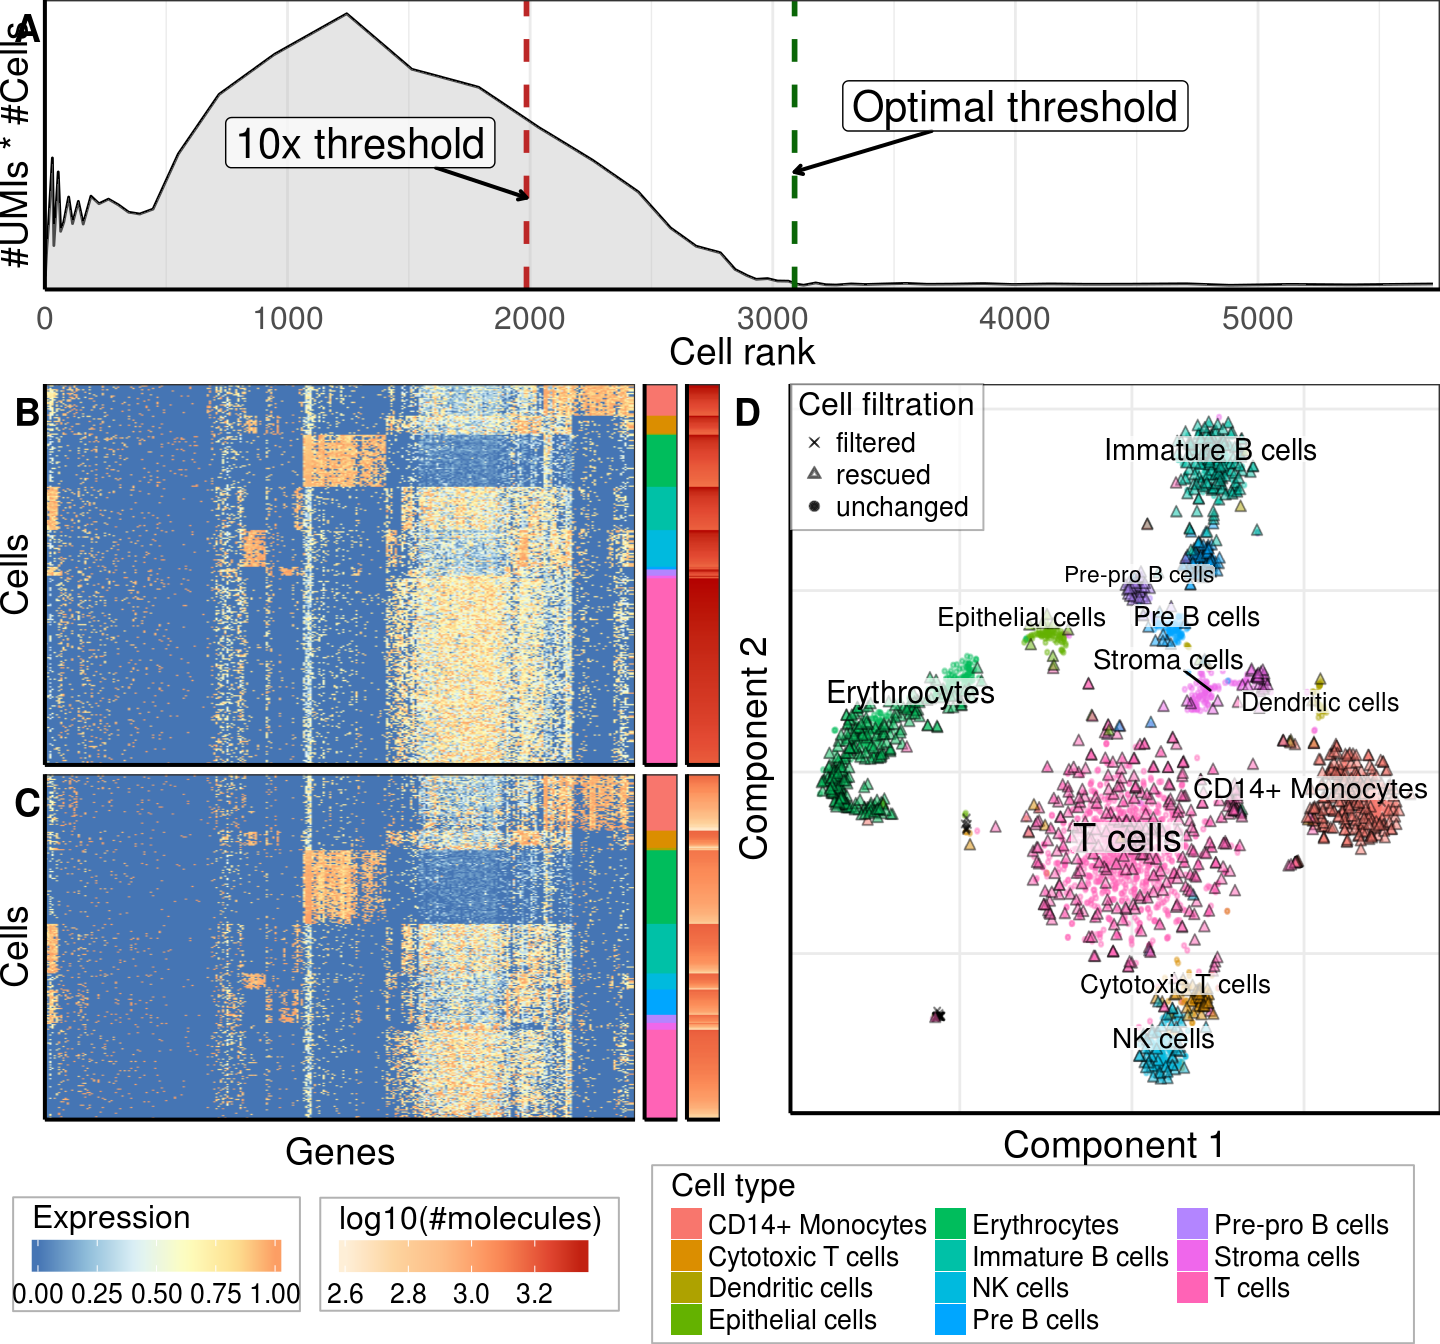 A
#UMIs * #Cells
10x threshold
Optimal threshold
0 1000 2000 3000 4000 5000
Cell rank
B
Cells
C
Cells
Genes
D
Cell filtration
filtered
rescued
unchanged
Immature B cells
Pre-pro B cells
Epithelial cells
Pre B cells
Stroma cells
Erythrocytes
Dendritic cells
CD14+ Monocytes
T cells
Cytotoxic T cells
NK cells
Component 2
Component 1
Expression
0.00 0.25 0.50 0.75 1.00
log10(#molecules)
2.6 2.8 3.0 3.2
Cell type
CD14+ Monocytes
Cytotoxic T cells
Dendritic cells
Epithelial cells
Erythrocytes
Immature B cells
NK cells
Pre B cells
Pre-pro B cells
Stroma cells
T cells